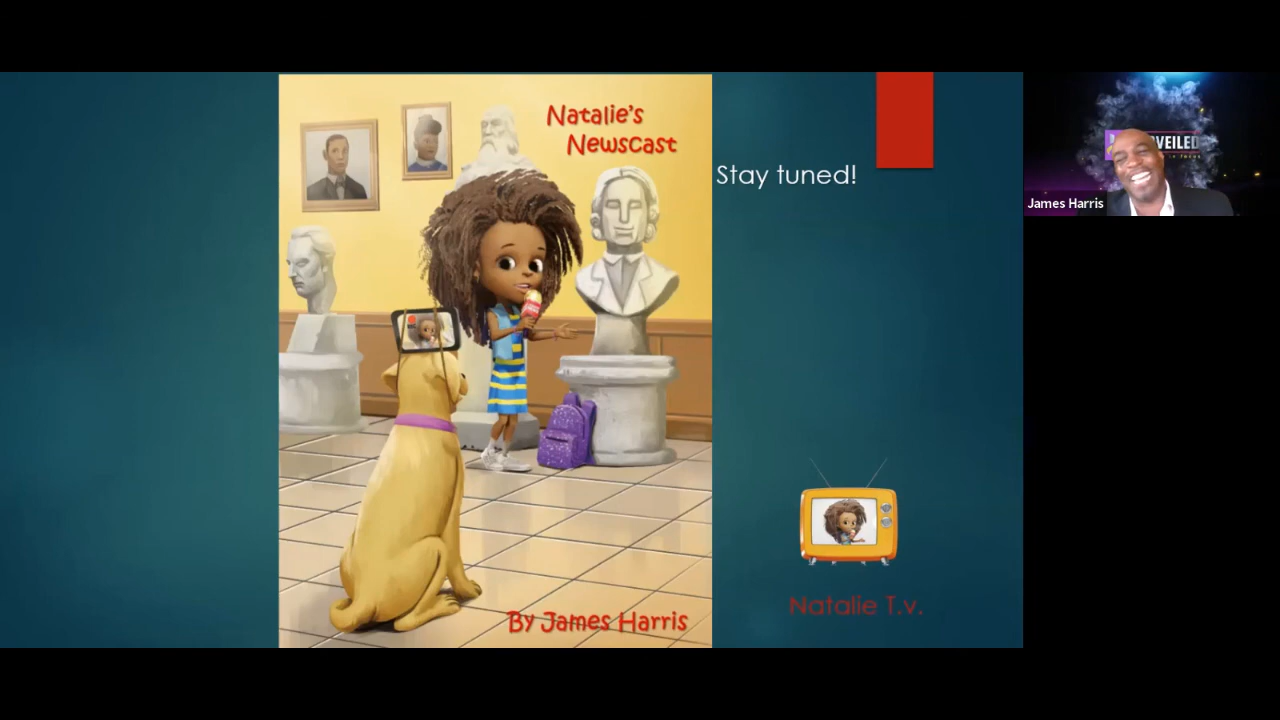 Natalie's
Newscast
Stay tuned!
VEILED
James Harris
Natalie T.v.
By James Harris